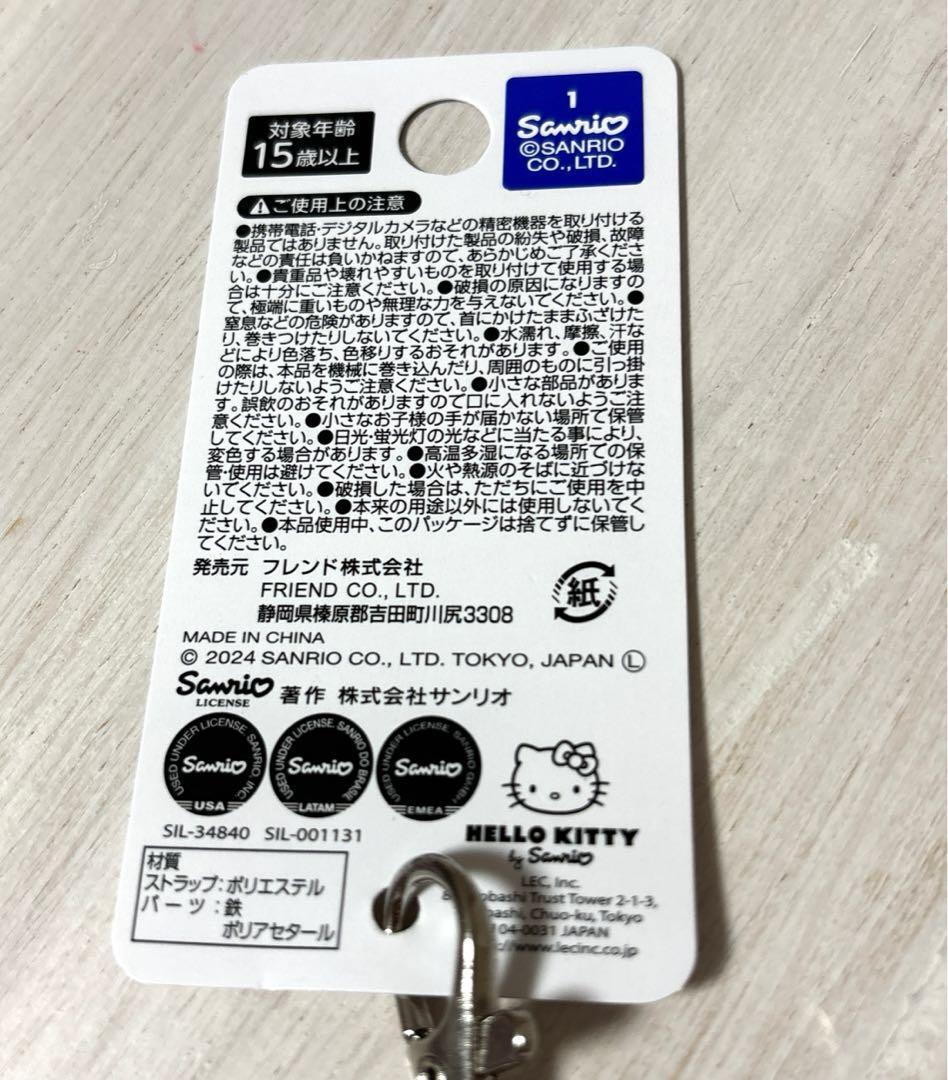 対象年齢
15歳以上
1
Sanrio
©SANRIO
CO.,LTD.
⚠ご使用上の注意
●携帯電話・デジタルカメラなどの精密機器を取り付ける
製品ではありません。取り付けた製品の紛失や破損、故障
などの責任は負いかねますので、あらかじめご了承くださ
い。●貴重品や壊れやすいものを取り付けて使用する場
合は十分にご注意ください。●破損の原因になりますの
で、極端に重いものや無理な力を与えないでください。●
窒息などの危険がありますので、首にかけたままふざけた
り、巻きつけたりしないでください。●水濡れ、摩擦、汗な
どにより色落ち、色移りするおそれがあります。●ご使用
の際は、本品を機械に巻き込んだり、周囲のものに引っ掛
けたりしないようご注意ください。●小さな部品がありま
す。誤飲のおそれがありますので口に入れないようご注
意ください。●小さなお子様の手が届かない場所で保管
してください。●日光・蛍光灯の光などに当たる事により、
変色する場合があります。●高温多湿になる場所での保
管・使用は避けてください。●火や熱源のそばに近づけな
いでください。●破損した場合は、ただちにご使用を中
止してください。●本来の用途以外には使用しないでく
ださい。●本品使用中、このパッケージは捨てずに保管し
てください。
発売元 フレンド株式会社
FRIEND CO., LTD.
静岡県榛原郡吉田町川尻3308
紙
MADE IN CHINA
© 2024 SANRIO CO., LTD. TOKYO, JAPAN Ⓛ
Sanrio
LICENSE
著作 株式会社サンリオ
USED UNDER LICENSE. SANRIO, INC.
Sanrio
USA
USED UNDER LICENSE. SANRIO DO BRASIL
Sanrio
LATAM
USED UNDER LICENSE. SANRIO GMBH
Sanrio
EMEA
SIL-34840 SIL-001131
HELLO KITTY
by Sanrio
材質
ストラップ:ポリエステル
パーツ:鉄
ポリアセタール
LEC, Inc.
Trust Tower 2-1-3,
Chuo-ku, Tokyo
04-0031 JAPAN
www.lecinc.co.jp